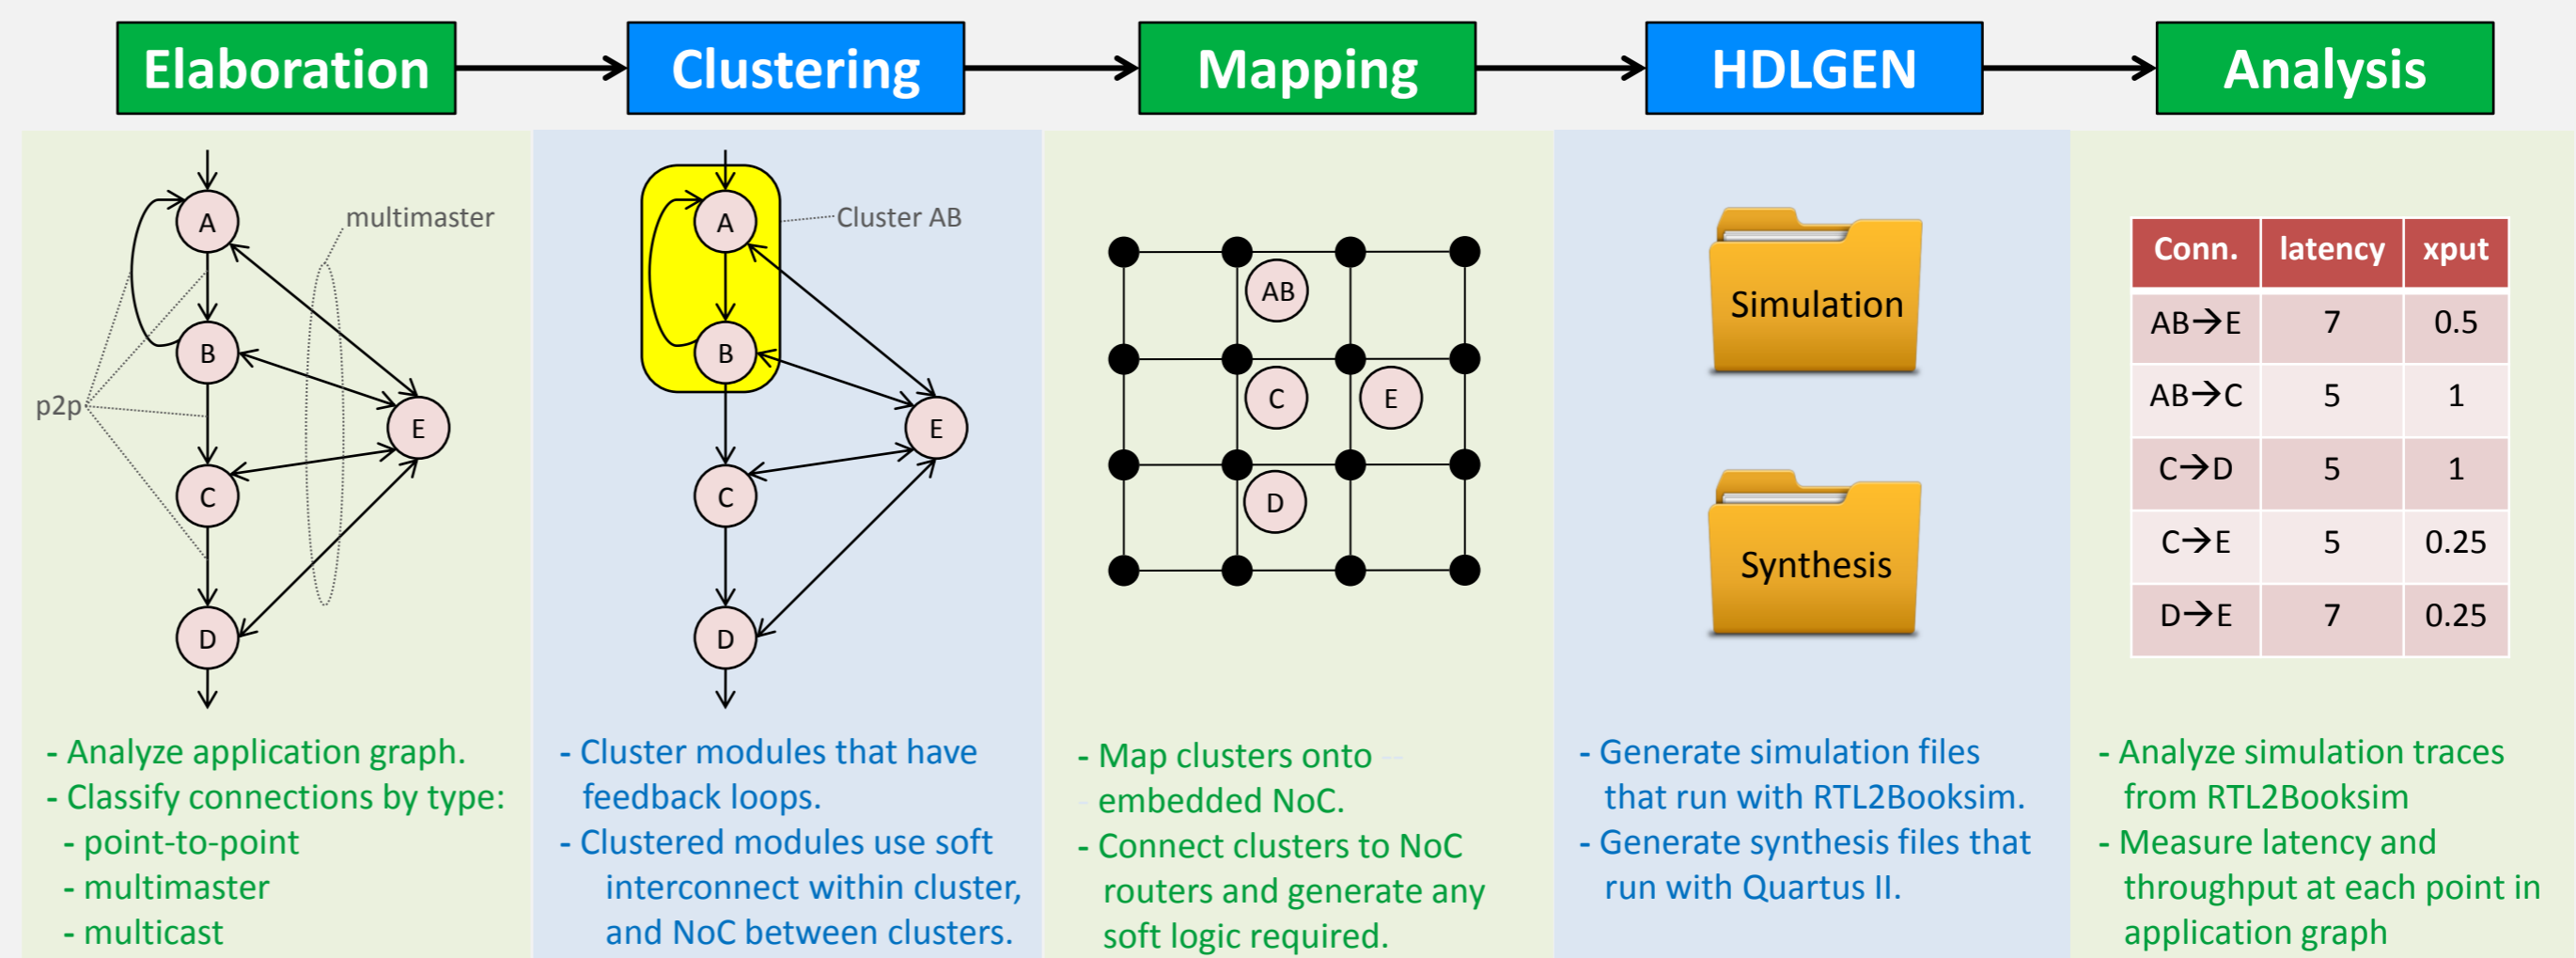 Elaboration
Clustering
Mapping
HDLGEN
Analysis
A
multimaster
B
p2p
E
C
D
- Analyze application graph.
- Classify connections by type:
- point-to-point
- multimaster
- multicast
A
Cluster AB
B
E
C
D
- Cluster modules that have
feedback loops.
- Clustered modules use soft
interconnect within cluster,
and NoC between clusters.
AB
C
E
D
- Map clusters onto --
- embedded NoC.
- Connect clusters to NoC
routers and generate any
soft logic required.
Simulation
Synthesis
- Generate simulation files
that run with RTL2Booksim.
- Generate synthesis files that
run with Quartus II.
Conn. latency xput
AB→E 7 0.5
AB→C 5 1
C→D 5 1
C→E 5 0.25
D→E 7 0.25
- Analyze simulation traces
from RTL2Booksim
- Measure latency and
throughput at each point in
application graph